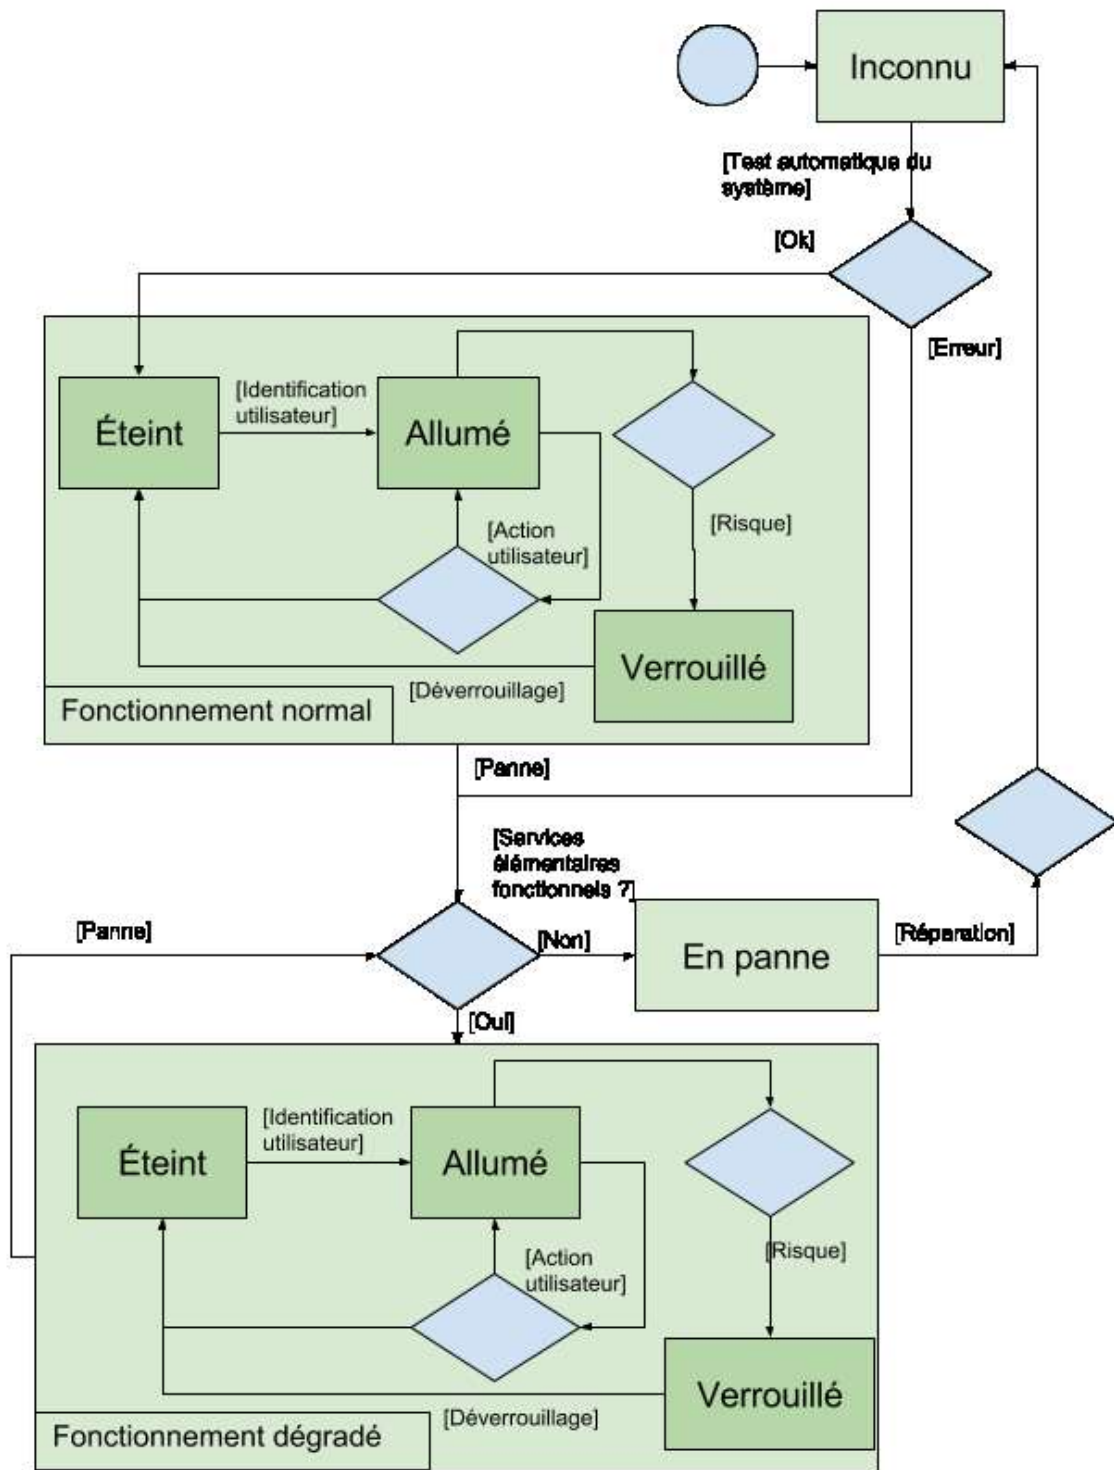 Inconnu
[Test automatique du
système]
[Ok]
[Erreur]
Éteint
[Identification
utilisateur]
Allumé
[Action
utilisateur]
[Risque]
Verrouillé
[Déverrouillage]
Fonctionnement normal
[Panne]
[Services
élémentaires
fonctionnels ?]
[Panne]
[Non]
En panne
[Réparation]
[Oui]
Éteint
[Identification
utilisateur]
Allumé
[Action
utilisateur]
[Risque]
Verrouillé
[Déverrouillage]
Fonctionnement dégradé